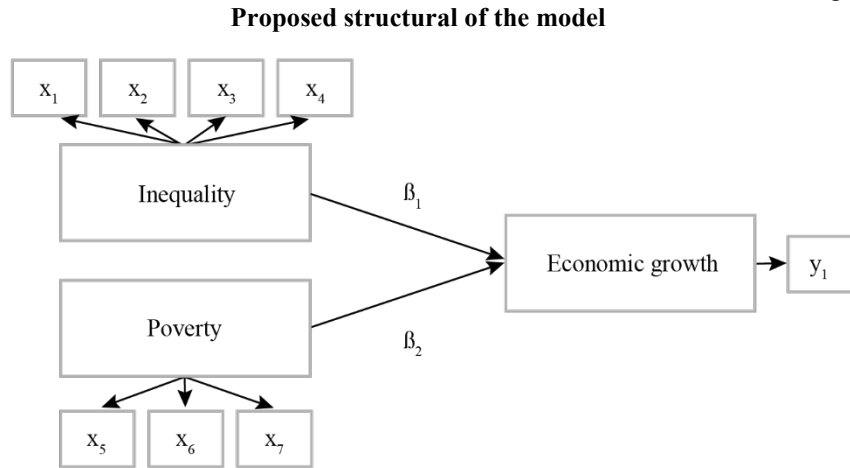 Proposed structural of the model
x₁ x₂ x₃ x₄
Inequality
ß₁
Economic growth
y₁
Poverty
ß₂
x₅ x₆ x₇